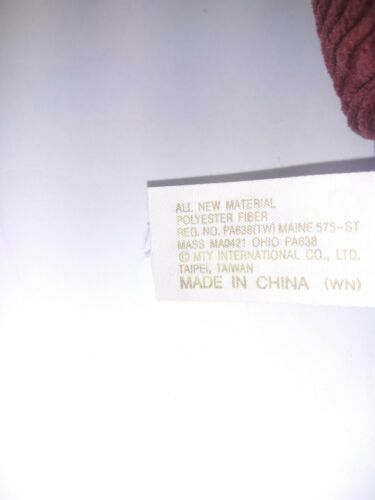 ALL NEW MATERIAL
POLYESTER FIBER
REG. NO. PA638(TW) MAINE 575-ST
MASS MA0421 OHIO PA638
© MTY INTERNATIONAL CO., LTD.
TAIPEI, TAIWAN
MADE IN CHINA (WN)